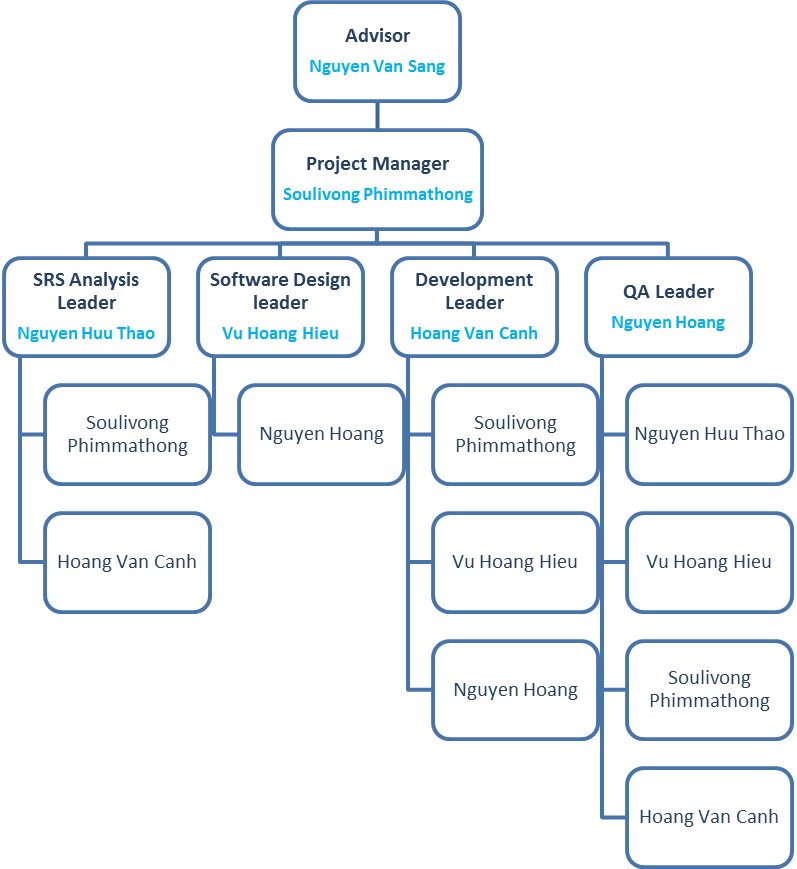 Advisor
Nguyen Van Sang
Project Manager
Soulivong Phimmathong
SRS Analysis
Leader
Nguyen Huu Thao
Software Design
leader
Vu Hoang Hieu
Development
Leader
Hoang Van Canh
QA Leader
Nguyen Hoang
Soulivong
Phimmathong
Hoang Van Canh
Nguyen Hoang
Soulivong
Phimmathong
Vu Hoang Hieu
Nguyen Hoang
Nguyen Huu Thao
Vu Hoang Hieu
Soulivong
Phimmathong
Hoang Van Canh